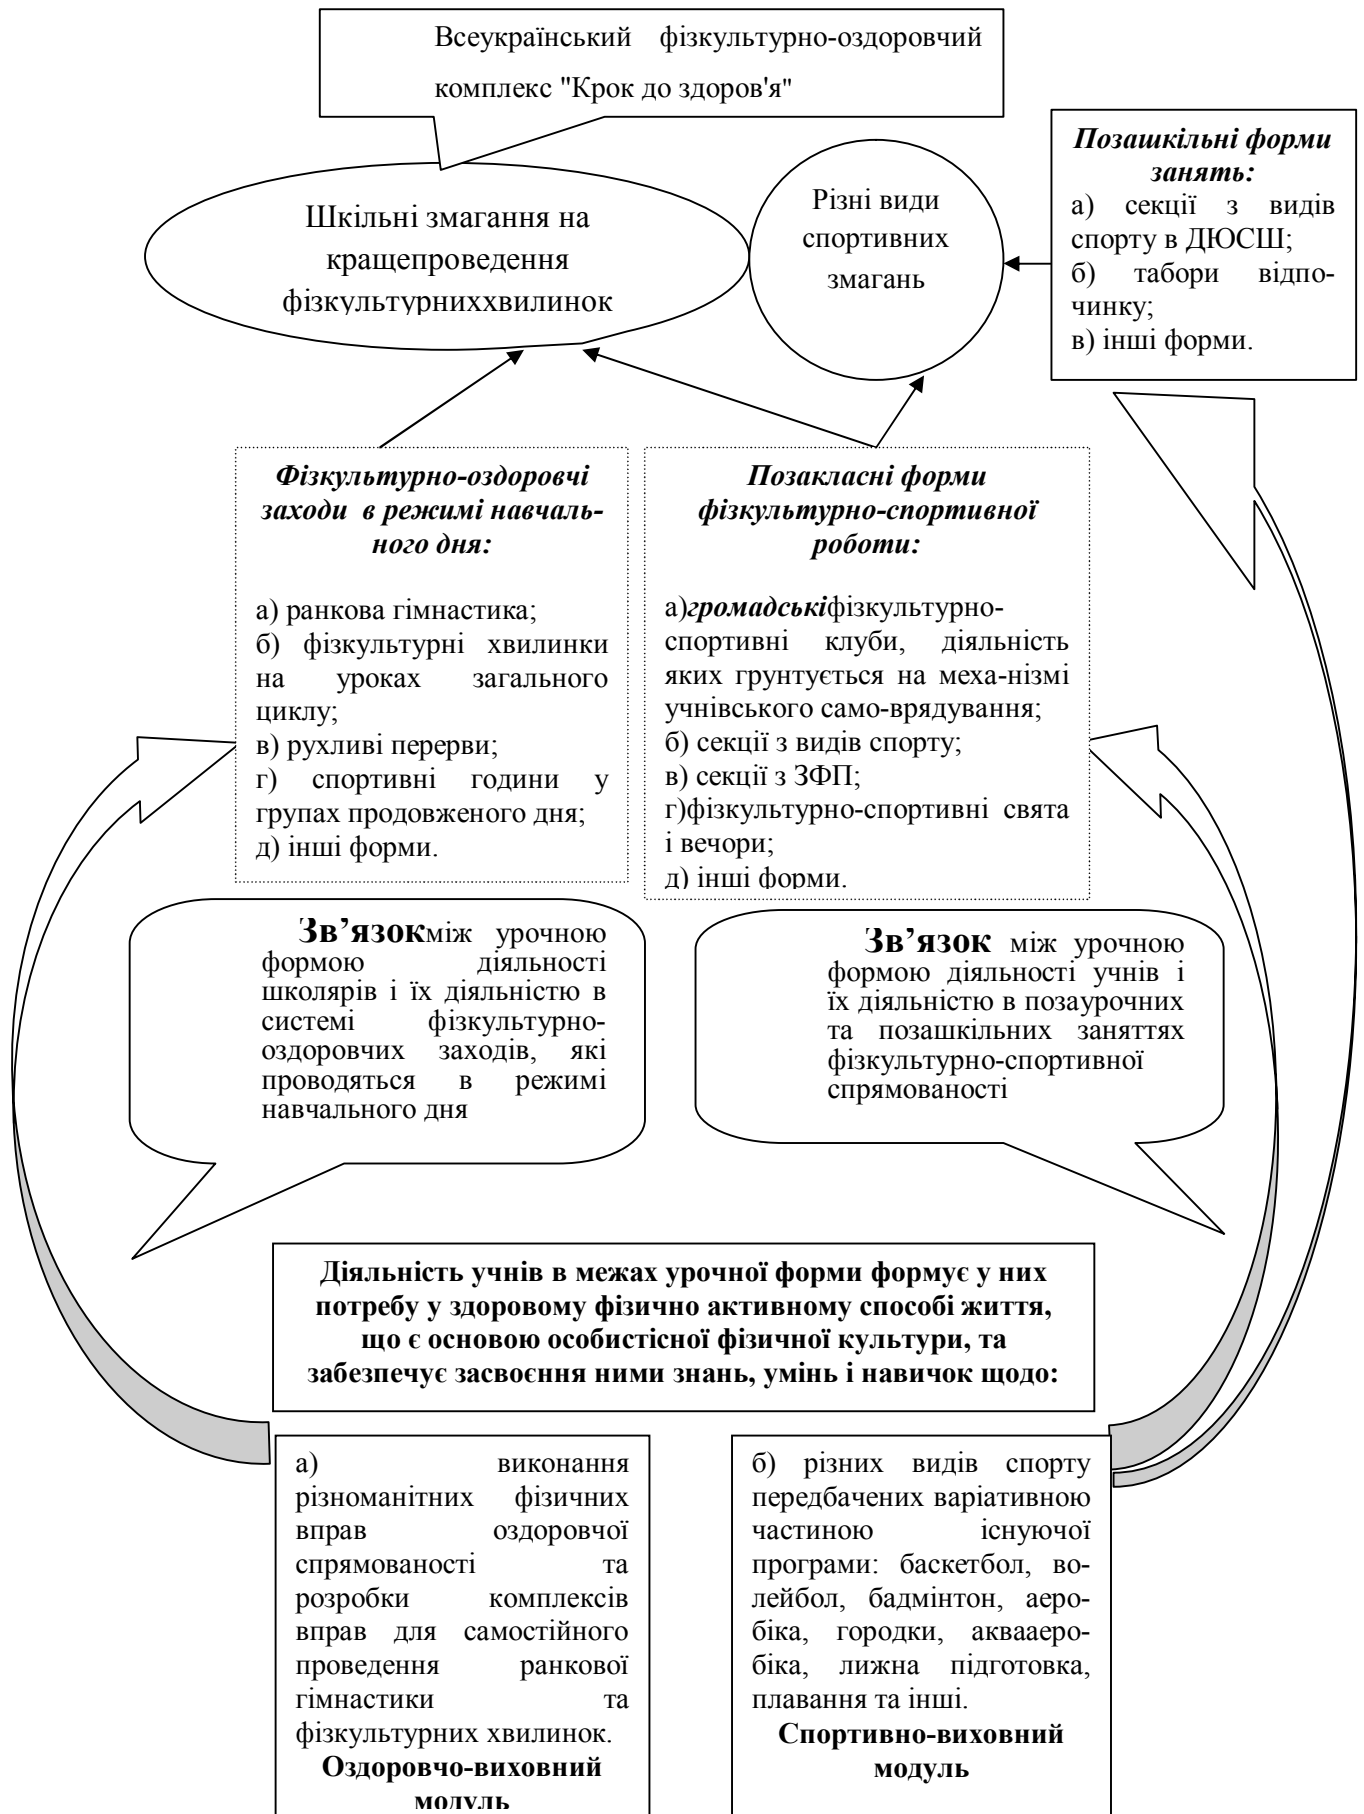 Всеукраїнський фізкультурно-оздоровчий
комплекс "Крок до здоров'я"
Шкільні змагання на
кращепроведення
фізкультурниххвилинок
Різні види
спортивних
змагань
Позашкільні форми
занять:
а) секції з видів
спорту в ДЮСШ;
б) табори відпо-
чинку;
в) інші форми.
Фізкультурно-оздоровчі
заходи в режимі навчаль-
ного дня:
а) ранкова гімнастика;
б) фізкультурні хвилинки
на уроках загального
циклу;
в) рухливі перерви;
г) спортивні години у
групах продовженого дня;
д) інші форми.
Позакласні форми
фізкультурно-спортивної
роботи:
а)громадськіфізкультурно-
спортивні клуби, діяльність
яких грунтується на меха-нізмі
учнівського само-врядування;
б) секції з видів спорту;
в) секції з ЗФП;
г)фізкультурно-спортивні свята
і вечори;
д) інші форми.
Зв’язокміж урочною
формою діяльності
школярів і їх діяльністю в
системі фізкультурно-
оздоровчих заходів, які
проводяться в режимі
навчального дня
Зв’язок між урочною
формою діяльності учнів і
їх діяльністю в позаурочних
та позашкільних заняттях
фізкультурно-спортивної
спрямованості
Діяльність учнів в межах урочної форми формує у них
потребу у здоровому фізично активному способі життя,
що є основою особистісної фізичної культури, та
забезпечує засвоєння ними знань, умінь і навичок щодо:
а) виконання
різноманітних фізичних
вправ оздоровчої
спрямованості та
розробки комплексів
вправ для самостійного
проведення ранкової
гімнастики та
фізкультурних хвилинок.
Оздоровчо-виховний
модуль
б) різних видів спорту
передбачених варіативною
частиною існуючої
програми: баскетбол, во-
лейбол, бадмінтон, аеро-
біка, городки, аквааеро-
біка, лижна підготовка,
плавання та інші.
Спортивно-виховний
модуль